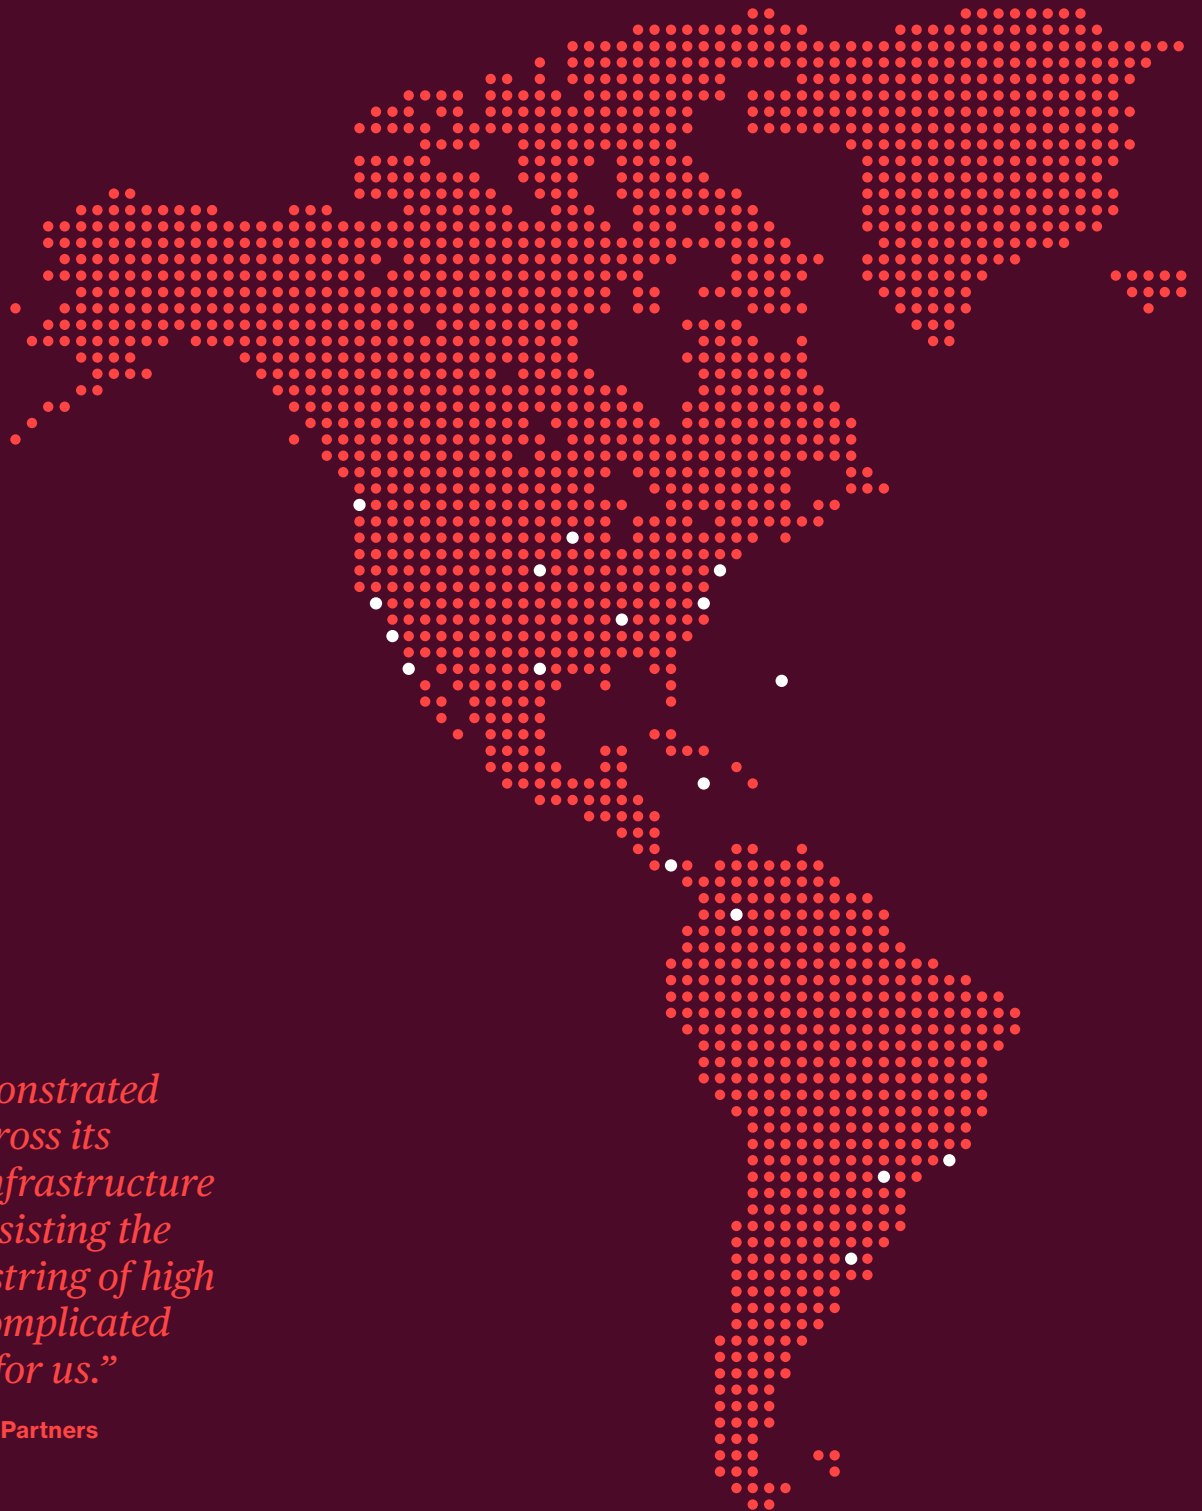 onstrated
ross its
nfrastructure
sisting the
string of high
omplicated
for us.”
Partners